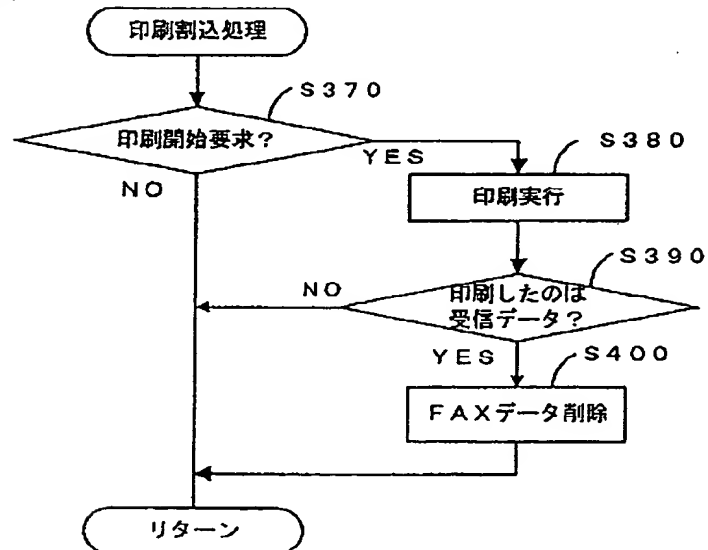 印刷割込処理
S370
印刷開始要求?
YES
S380
NO
印刷実行
S390
NO
印刷したのは
受信データ?
YES
S400
FAXデータ削除
リターン